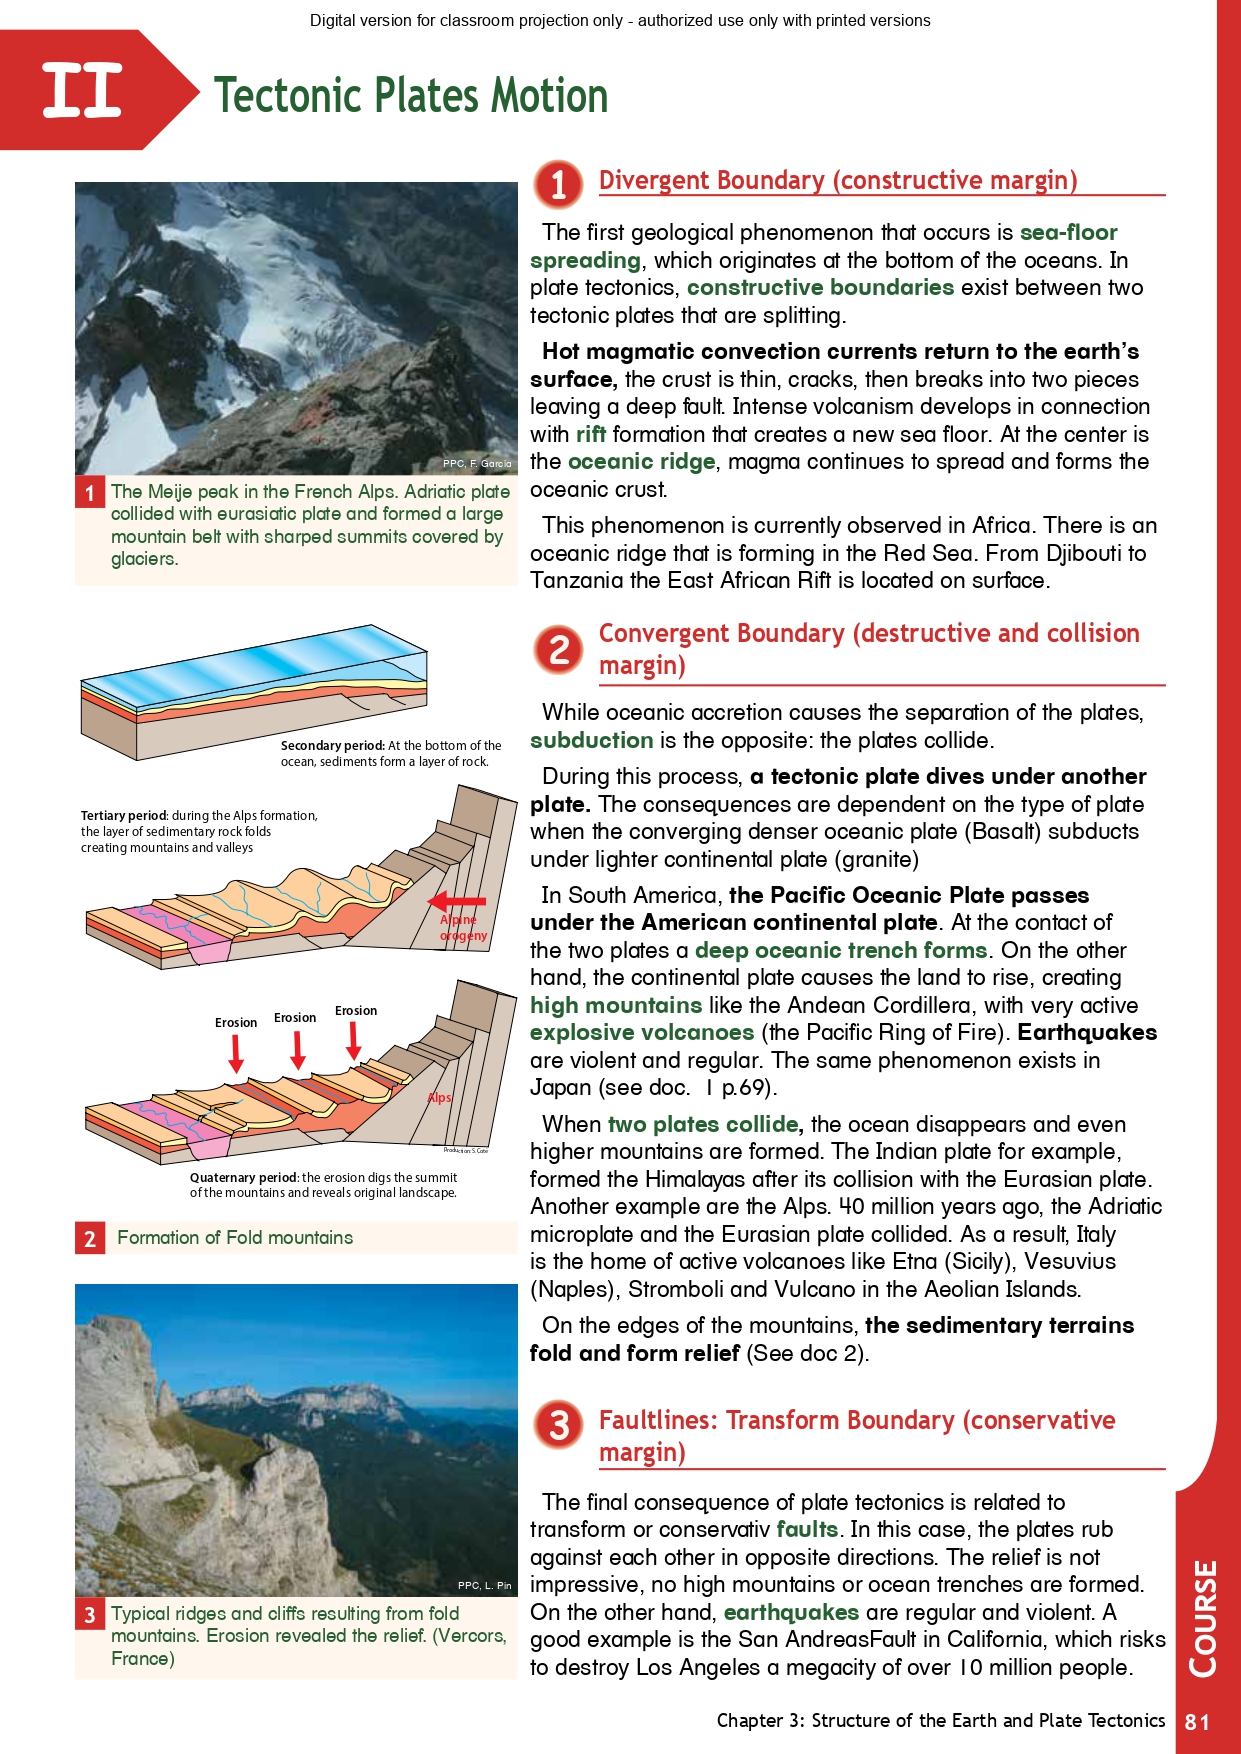 Digital version for classroom projection only - authorized use only with printed versions
II
Tectonic Plates Motion
PPC, F. Garcia
1 The Meije peak in the French Alps. Adriatic plate
collided with eurasiatic plate and formed a large
mountain belt with sharped summits covered by
glaciers.
Secondary period: At the bottom of the
ocean, sediments form a layer of rock.
Tertiary period: during the Alps formation,
the layer of sedimentary rock folds
creating mountains and valleys
Alpine
orogeny
Erosion Erosion Erosion
Alps
Production: S. Coté
Quaternary period: the erosion digs the summit
of the mountains and reveals original landscape.
2 Formation of Fold mountains
PPC, L. Pin
3 Typical ridges and cliffs resulting from fold
mountains. Erosion revealed the relief. (Vercors,
France)
1 Divergent Boundary (constructive margin)
The first geological phenomenon that occurs is sea-floor
spreading, which originates at the bottom of the oceans. In
plate tectonics, constructive boundaries exist between two
tectonic plates that are splitting.
Hot magmatic convection currents return to the earth's
surface, the crust is thin, cracks, then breaks into two pieces
leaving a deep fault. Intense volcanism develops in connection
with rift formation that creates a new sea floor. At the center is
the oceanic ridge, magma continues to spread and forms the
oceanic crust.
This phenomenon is currently observed in Africa. There is an
oceanic ridge that is forming in the Red Sea. From Djibouti to
Tanzania the East African Rift is located on surface.
2 Convergent Boundary (destructive and collision
margin)
While oceanic accretion causes the separation of the plates,
subduction is the opposite: the plates collide.
During this process, a tectonic plate dives under another
plate. The consequences are dependent on the type of plate
when the converging denser oceanic plate (Basalt) subducts
under lighter continental plate (granite)
In South America, the Pacific Oceanic Plate passes
under the American continental plate. At the contact of
the two plates a deep oceanic trench forms. On the other
hand, the continental plate causes the land to rise, creating
high mountains like the Andean Cordillera, with very active
explosive volcanoes (the Pacific Ring of Fire). Earthquakes
are violent and regular. The same phenomenon exists in
Japan (see doc. 1 p.69).
When two plates collide, the ocean disappears and even
higher mountains are formed. The Indian plate for example,
formed the Himalayas after its collision with the Eurasian plate.
Another example are the Alps. 40 million years ago, the Adriatic
microplate and the Eurasian plate collided. As a result, Italy
is the home of active volcanoes like Etna (Sicily), Vesuvius
(Naples), Stromboli and Vulcano in the Aeolian Islands.
On the edges of the mountains, the sedimentary terrains
fold and form relief (See doc 2).
3 Faultlines: Transform Boundary (conservative
margin)
The final consequence of plate tectonics is related to
transform or conservativ faults. In this case, the plates rub
against each other in opposite directions. The relief is not
impressive, no high mountains or ocean trenches are formed.
On the other hand, earthquakes are regular and violent. A
good example is the San AndreasFault in California, which risks
to destroy Los Angeles a megacity of over 10 million people.
COURSE
Chapter 3: Structure of the Earth and Plate Tectonics 81